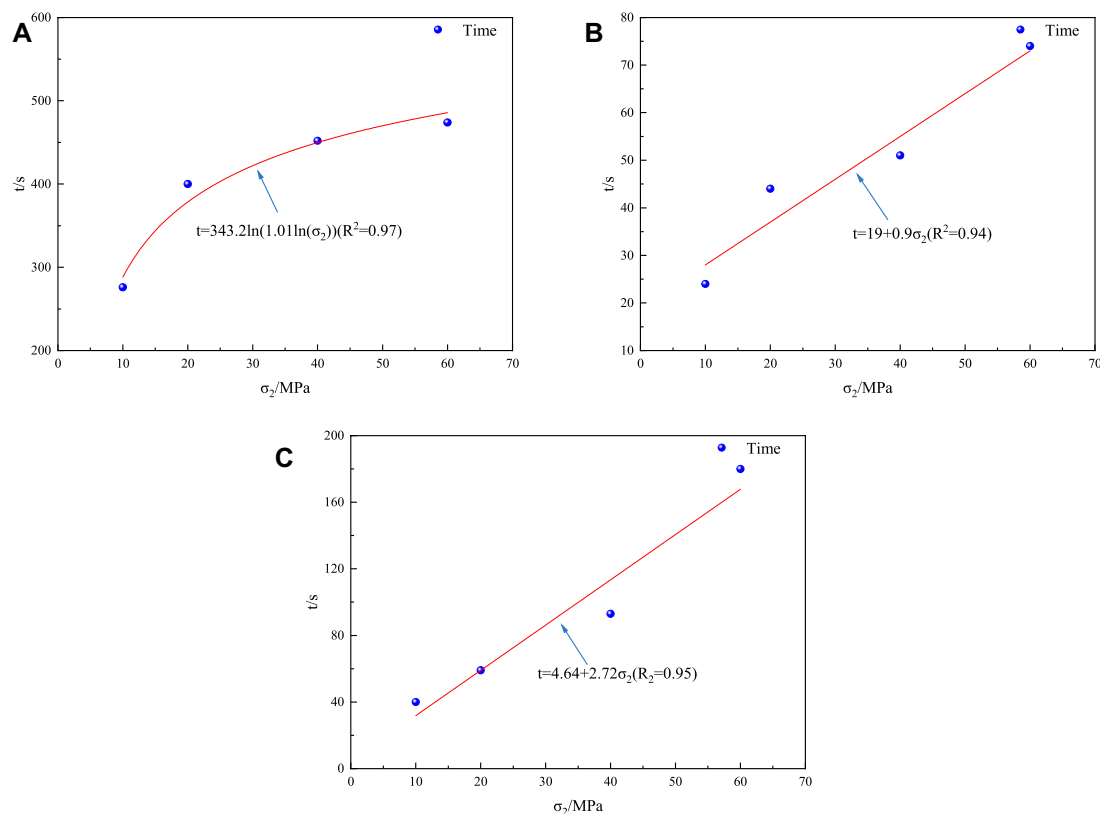 A
600
500
400
300
200
t/s
Time
t=343.2ln(1.01ln(σ₂))(R²=0.97)
0 10 20 30 40 50 60 70
σ₂/MPa
B
80
70
60
50
40
30
20
10
t/s
Time
t=19+0.9σ₂(R²=0.94)
0 10 20 30 40 50 60 70
σ₂/MPa
C
200
160
120
80
40
0
t/s
Time
t=4.64+2.72σ₂(R₂=0.95)
0 10 20 30 40 50 60 70
σ₂/MPa